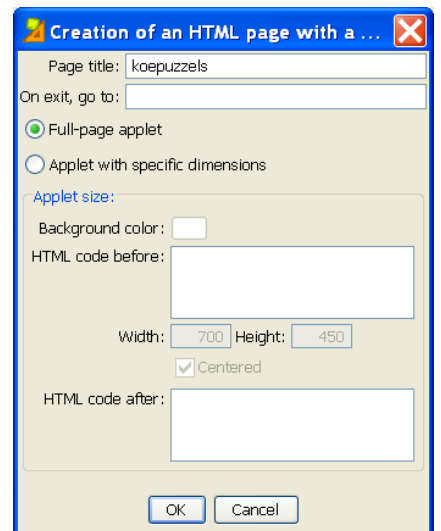 Creation of an HTML page with a ...
Page title: koepuzzels
On exit, go to:
Full-page applet
Applet with specific dimensions
Applet size:
Background color:
HTML code before:
Width: 700 Height: 450
Centered
HTML code after:
OK Cancel